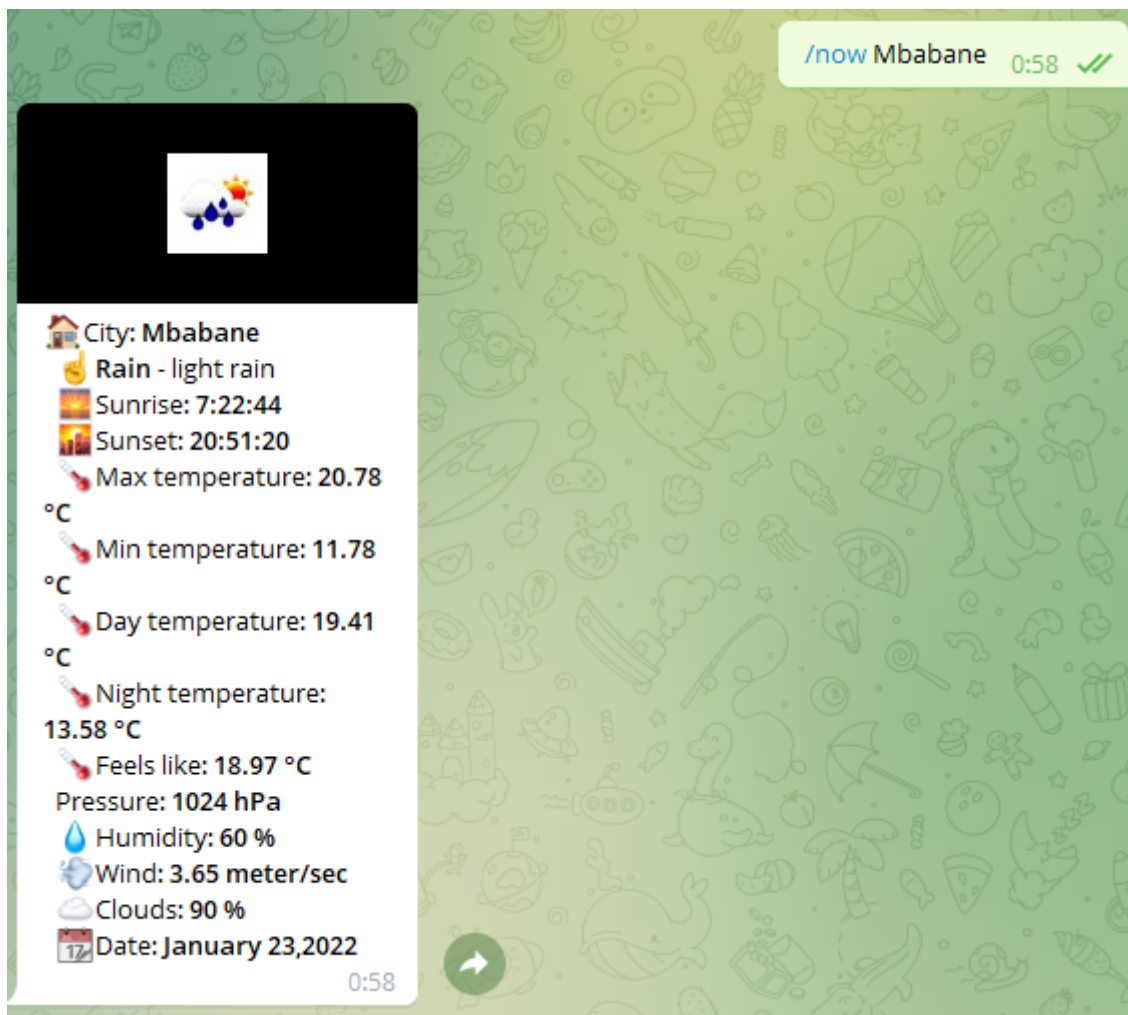 /now Mbabane 0:58
City: Mbabane
Rain - light rain
Sunrise: 7:22:44
Sunset: 20:51:20
Max temperature: 20.78
°C
Min temperature: 11.78
°C
Day temperature: 19.41
°C
Night temperature:
13.58 °C
Feels like: 18.97 °C
Pressure: 1024 hPa
Humidity: 60 %
Wind: 3.65 meter/sec
Clouds: 90 %
17
Date: January 23,2022
0:58